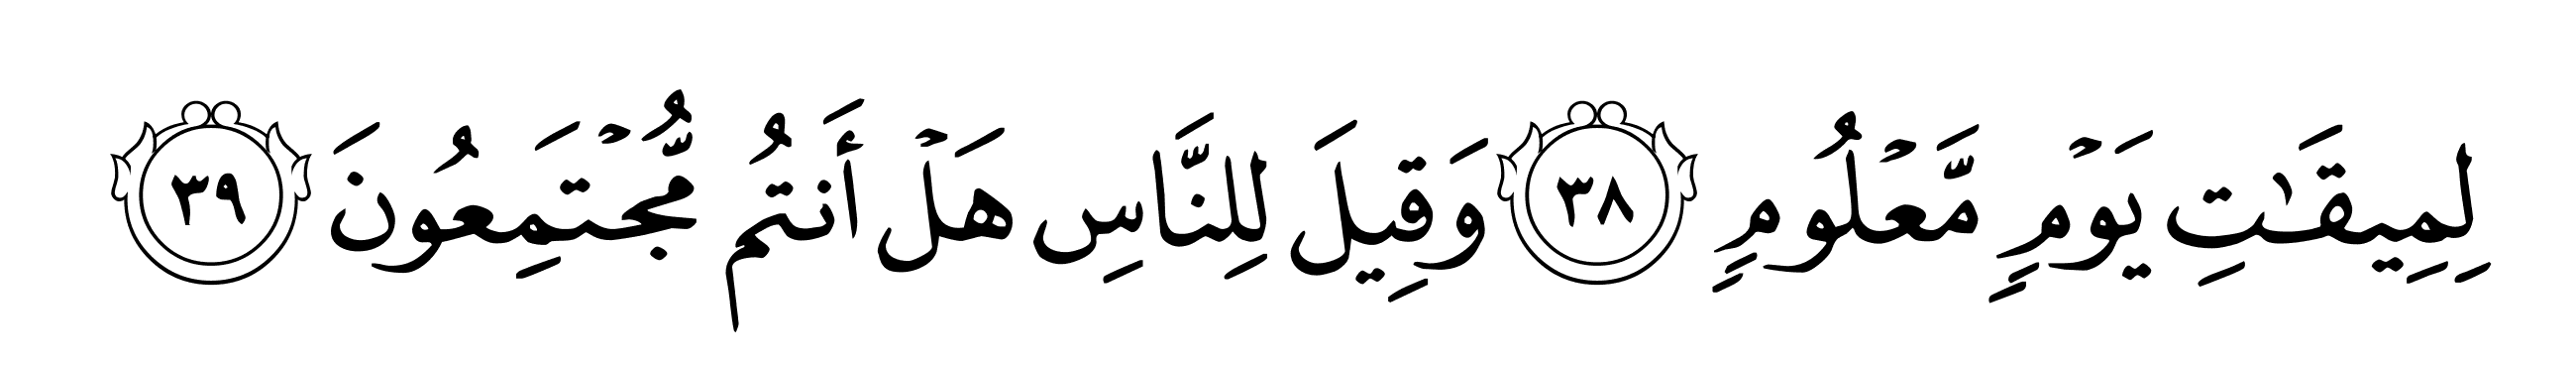 لِمِيقَٰتِ يَوۡمٖ مَّعۡلُومٖ ٣٨ وَقِيلَ لِلنَّاسِ هَلۡ أَنتُم مُّجۡتَمِعُونَ ٣٩